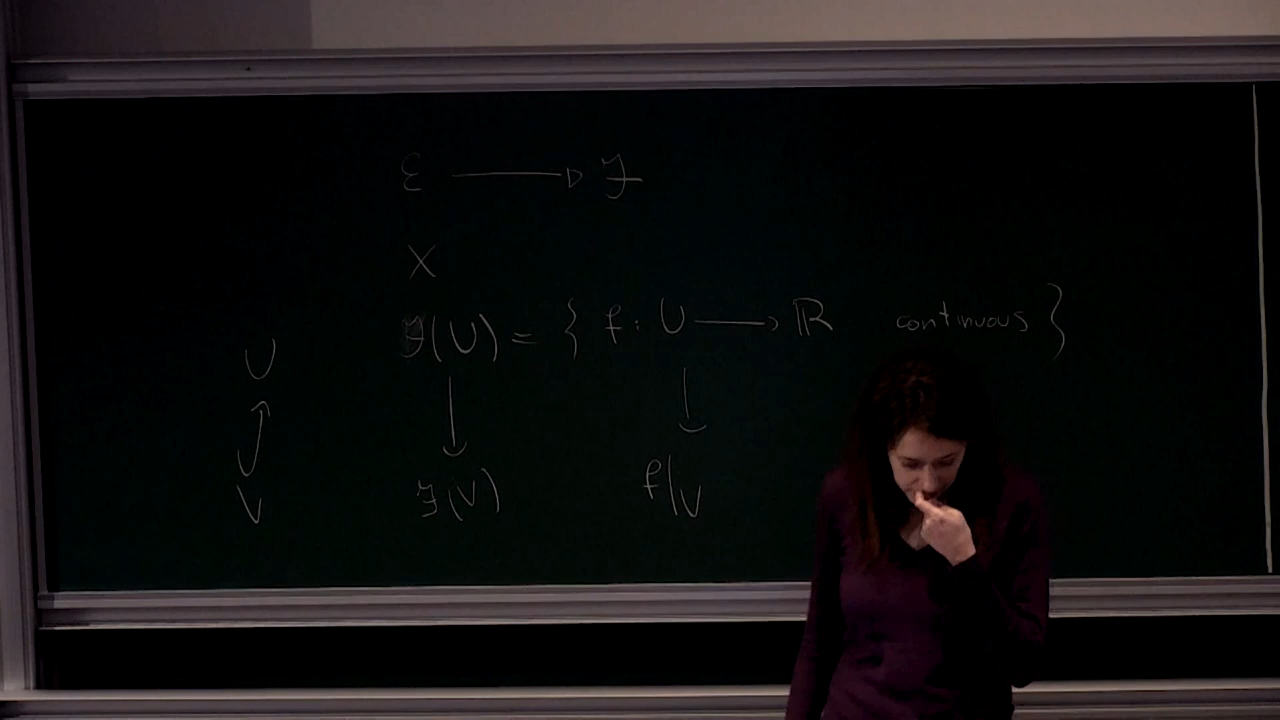 ℰ ⟶ ℱ
X
U ℱ(U) = { f : U ⟶ ℝ continuous }
↑ ↓ ↓
V ℱ(V) f|V